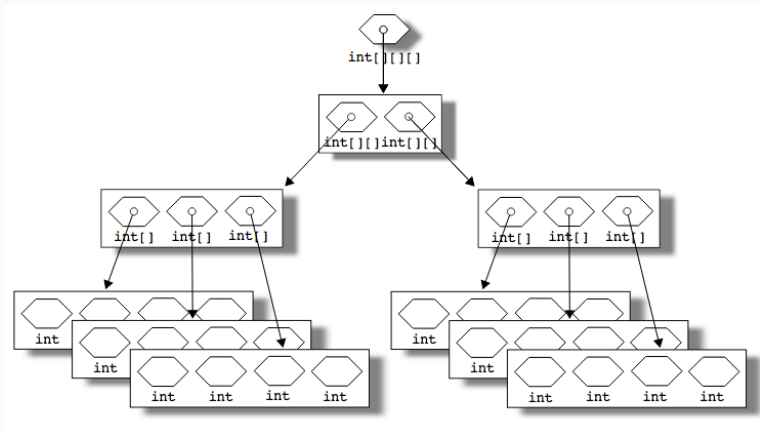 int[][][]
int[][] int[][]
int[] int[] int[] int[] int[] int[]
int int
int int
int int int int int int int int